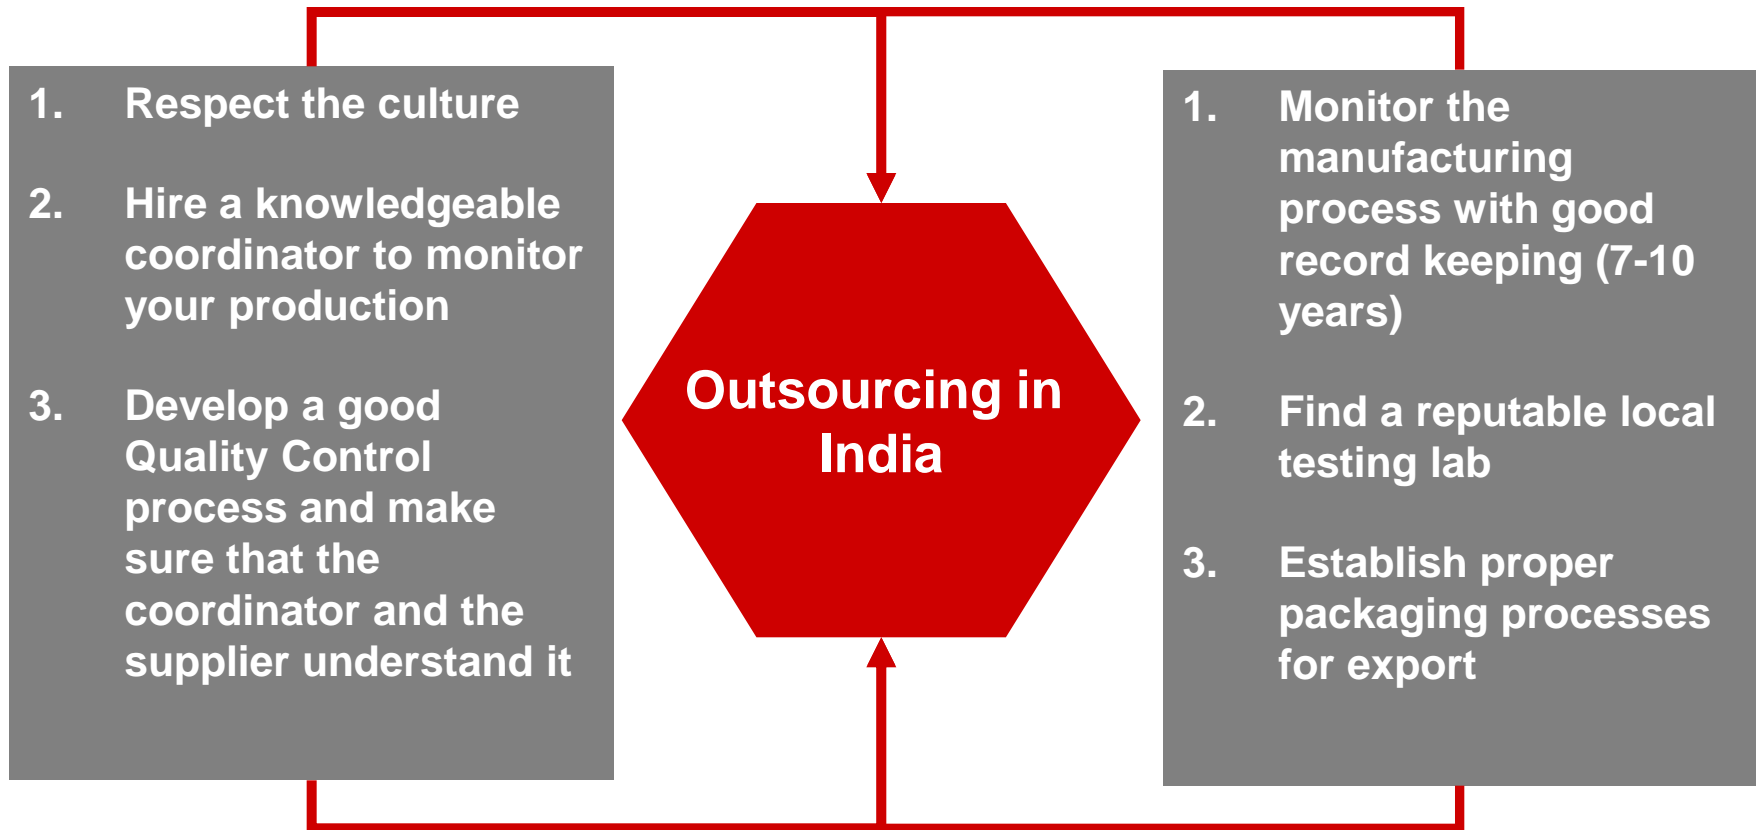 1. Respect the culture
2. Hire a knowledgeable
coordinator to monitor
your production
3. Develop a good
Quality Control
process and make
sure that the
coordinator and the
supplier understand it
Outsourcing in
India
1. Monitor the
manufacturing
process with good
record keeping (7-10
years)
2. Find a reputable local
testing lab
3. Establish proper
packaging processes
for export